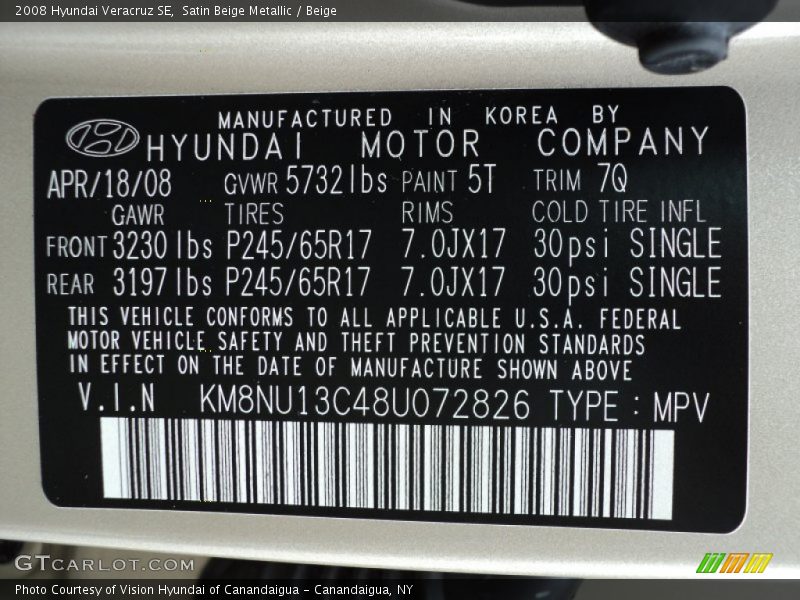 2008 Hyundai Veracruz SE, Satin Beige Metallic / Beige
MANUFACTURED IN KOREA BY
HYUNDAI MOTOR COMPANY
APR/18/08 GVWR 5732lbs PAINT 5T TRIM 7Q
GAWR TIRES RIMS COLD TIRE INFL
FRONT 3230 lbs P245/65R17 7.0JX17 30psi SINGLE
REAR 3197 lbs P245/65R17 7.0JX17 30psi SINGLE
THIS VEHICLE CONFORMS TO ALL APPLICABLE U.S.A. FEDERAL
MOTOR VEHICLE SAFETY AND THEFT PREVENTION STANDARDS
IN EFFECT ON THE DATE OF MANUFACTURE SHOWN ABOVE
V.I.N KM8NU13C48U072826 TYPE : MPV
GTCARLOT.COM
Photo Courtesy of Vision Hyundai of Canandaigua - Canandaigua, NY